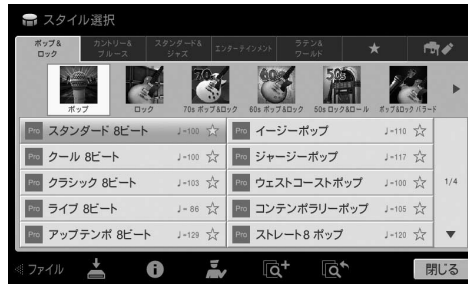 スタイル選択
ポップ&
ロック
カントリー&
ブルース
スタンダード&
ジャズ
エンターテインメント
ラテン&
ワールド
ポップ
ロック
70s ポップ&ロック
60s ポップ&ロック
50s ロック&ロール
ポップ&ロック バラード
Pro スタンダード 8ビート ♩=100
Pro イージーポップ ♩=110
Pro クール 8ビート ♩=100
Pro ジャージーポップ ♩=117
Pro クラシック 8ビート ♩=103
Pro ウェストコーストポップ ♩=100
1/4
Pro ライブ 8ビート ♩= 86
Pro コンテンポラリーポップ ♩=105
Pro アップテンポ 8ビート ♩=129
Pro ストレート8 ポップ ♩=120
ファイル
閉じる